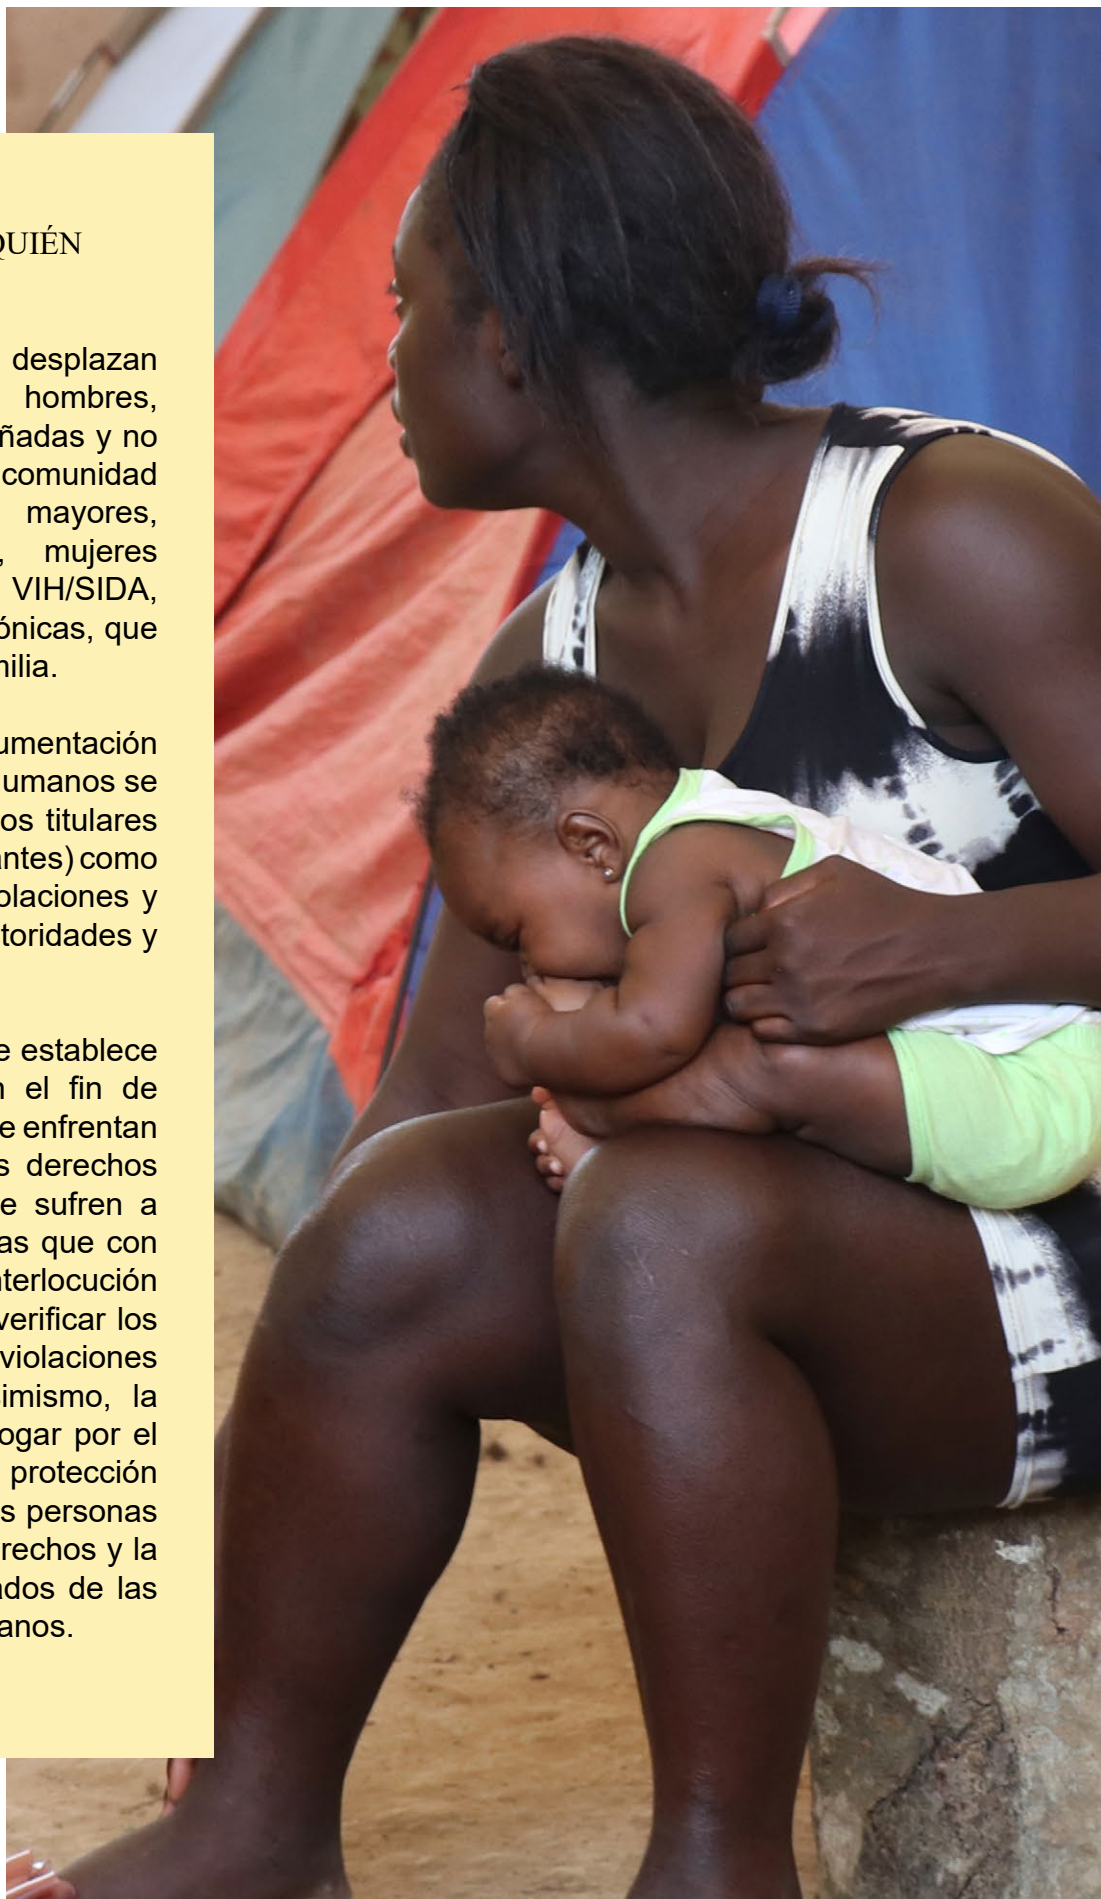 QUIÉN
desplazan
hombres,
ñadas y no
comunidad
mayores,
, mujeres
VIH/SIDA,
ónicas, que
milia.
umentación
umanos se
os titulares
antes) como
olaciones y
toridades y
e establece
n el fin de
e enfrentan
s derechos
e sufren a
as que con
nterlocución
verificar los
violaciones
simismo, la
ogar por el
protección
s personas
rechos y la
ados de las
anos.